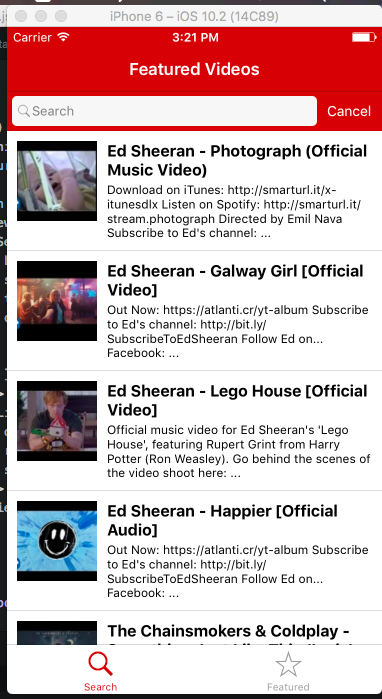 iPhone 6 – iOS 10.2 (14C89)
Carrier
3:21 PM
Featured Videos
Search
Cancel
Ed Sheeran - Photograph (Official
Music Video)
Download on iTunes: http://smarturl.it/x-
itunesdlx Listen on Spotify: http://smarturl.it/
stream.photograph Directed by Emil Nava
Subscribe to Ed's channel: ...
Ed Sheeran - Galway Girl [Official
Video]
Out Now: https://atlanti.cr/yt-album Subscribe
to Ed's channel: http://bit.ly/
SubscribeToEdSheeran Follow Ed on...
Facebook: ...
Ed Sheeran - Lego House [Official
Video]
Official music video for Ed Sheeran's 'Lego
House', featuring Rupert Grint from Harry
Potter (Ron Weasley). Go behind the scenes of
the video shoot here: ...
Ed Sheeran - Happier [Official
Audio]
Out Now: https://atlanti.cr/yt-album Subscribe
to Ed's channel: http://bit.ly/
SubscribeToEdSheeran Follow Ed on...
Facebook: ...
The Chainsmokers & Coldplay -
Search
Featured